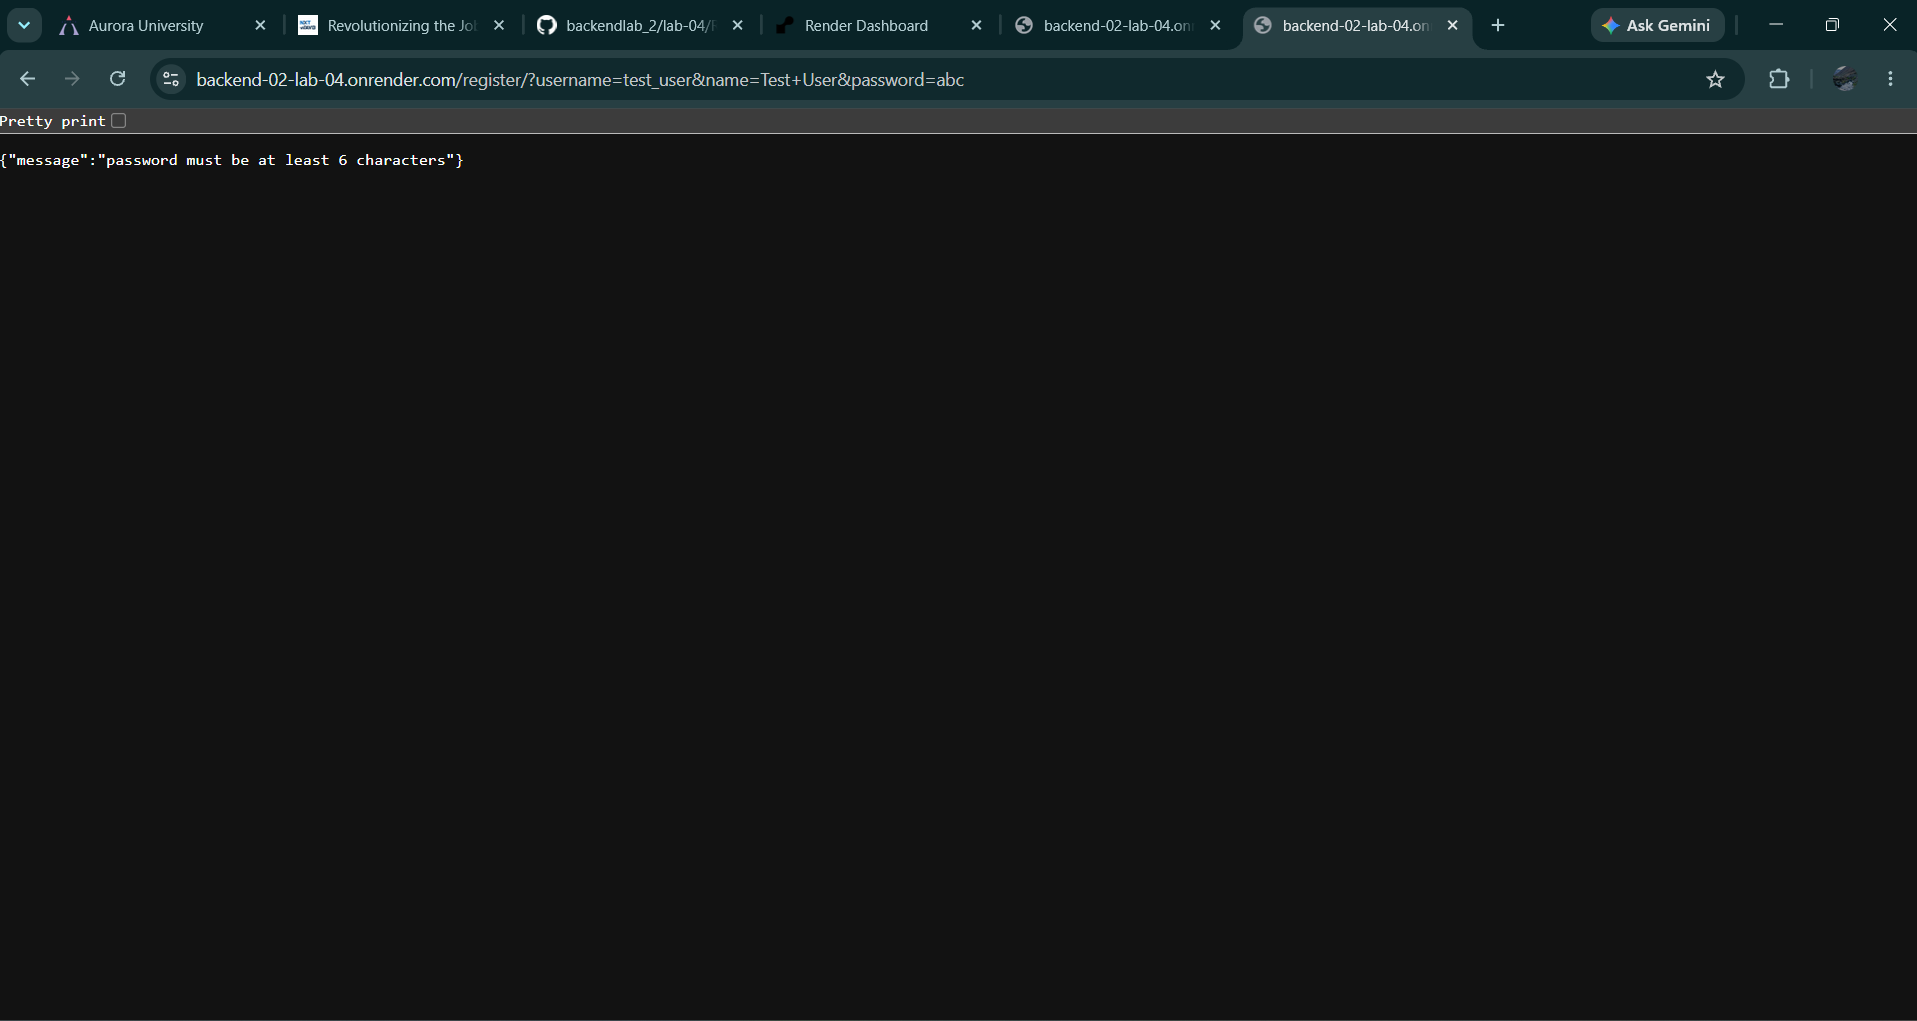 Aurora University
Revolutionizing the Jo
backendlab_2/lab-04/
Render Dashboard
backend-02-lab-04.on
backend-02-lab-04.on
Ask Gemini
backend-02-lab-04.onrender.com/register/?username=test_user&name=Test+User&password=abc
Pretty print
{"message":"password must be at least 6 characters"}